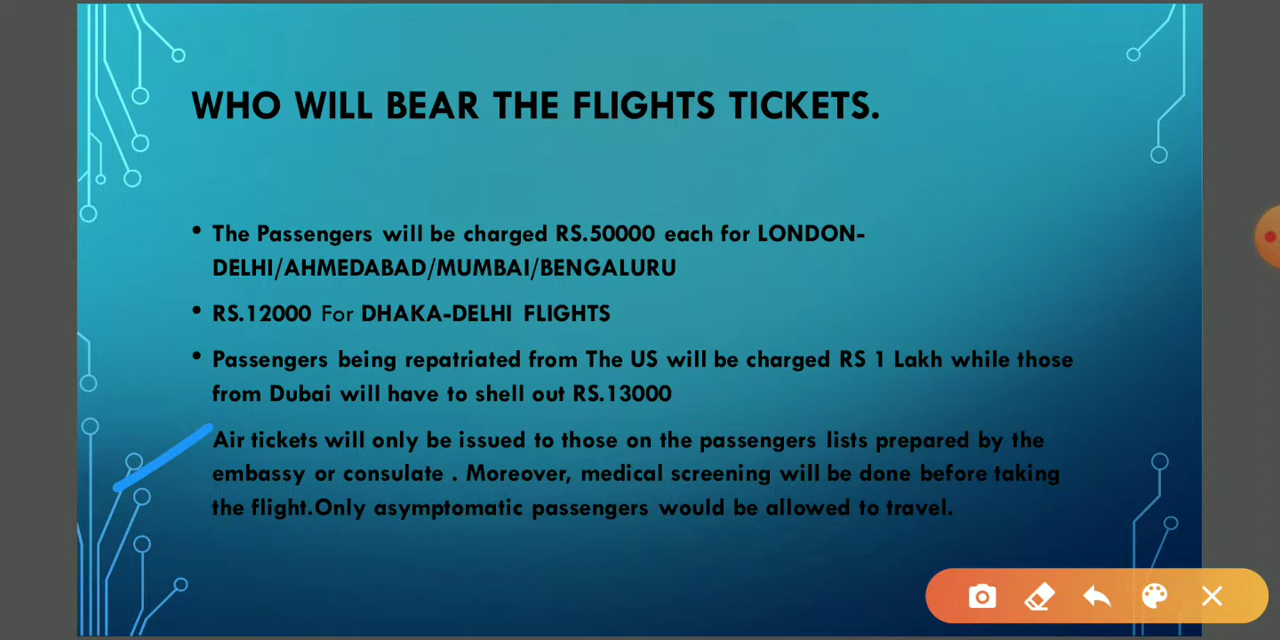 WHO WILL BEAR THE FLIGHTS TICKETS.
• The Passengers will be charged RS.50000 each for LONDON-
DELHI/AHMEDABAD/MUMBAI/BENGALURU
• RS.12000 For DHAKA-DELHI FLIGHTS
• Passengers being repatriated from The US will be charged RS 1 Lakh while those
from Dubai will have to shell out RS.13000
Air tickets will only be issued to those on the passengers lists prepared by the
embassy or consulate . Moreover, medical screening will be done before taking
the flight.Only asymptomatic passengers would be allowed to travel.